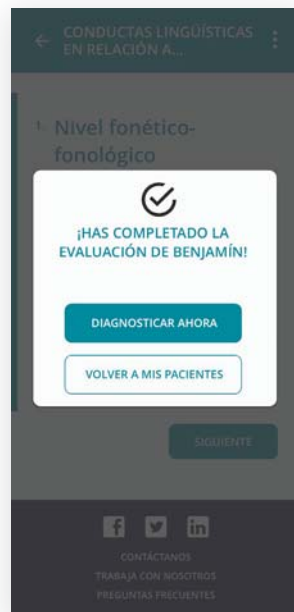 CONDUCTAS LINGÜÍSTICAS
EN RELACIÓN A...
1. Nivel fonético-
fonológico
¡HAS COMPLETADO LA
EVALUACIÓN DE BENJAMÍN!
DIAGNOSTICAR AHORA
VOLVER A MIS PACIENTES
SIGUIENTE
CONTÁCTANOS
TRABAJA CON NOSOTROS
PREGUNTAS FRECUENTES